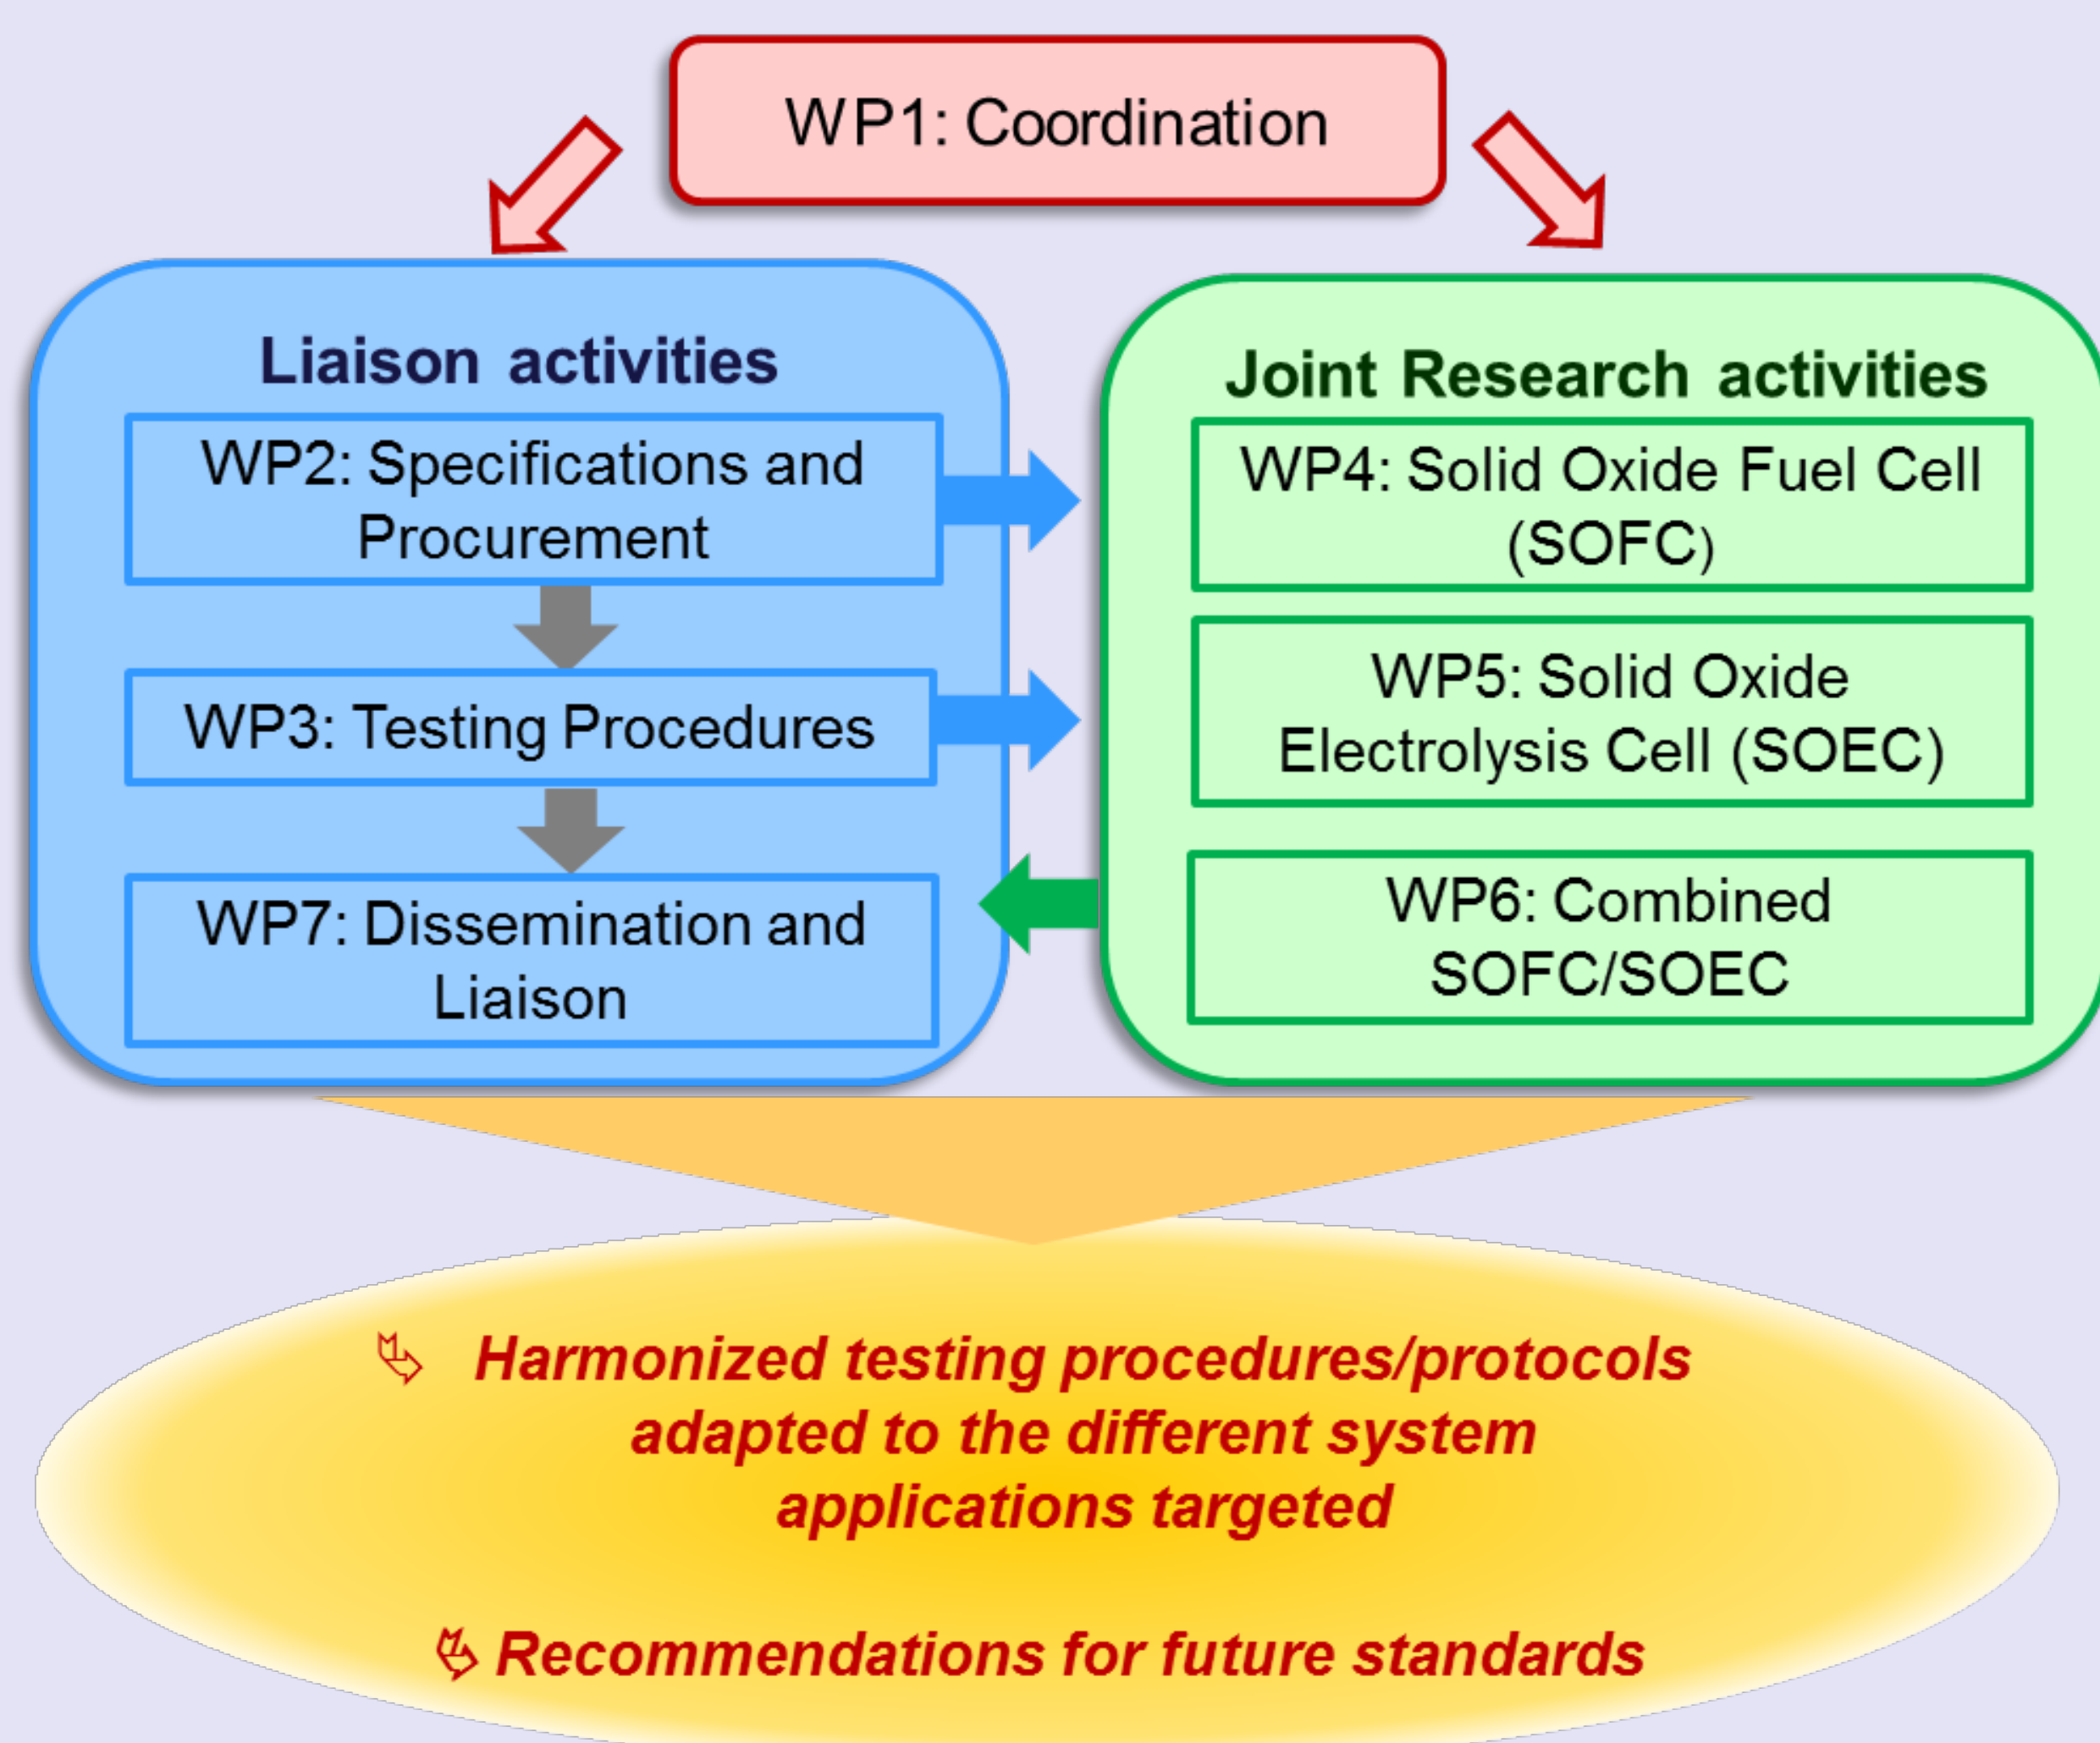 WP1: Coordination
Liaison activities
WP2: Specifications and
Procurement
WP3: Testing Procedures
WP7: Dissemination and
Liaison
Joint Research activities
WP4: Solid Oxide Fuel Cell
(SOFC)
WP5: Solid Oxide
Electrolysis Cell (SOEC)
WP6: Combined
SOFC/SOEC
Harmonized testing procedures/protocols
adapted to the different system
applications targeted
Recommendations for future standards